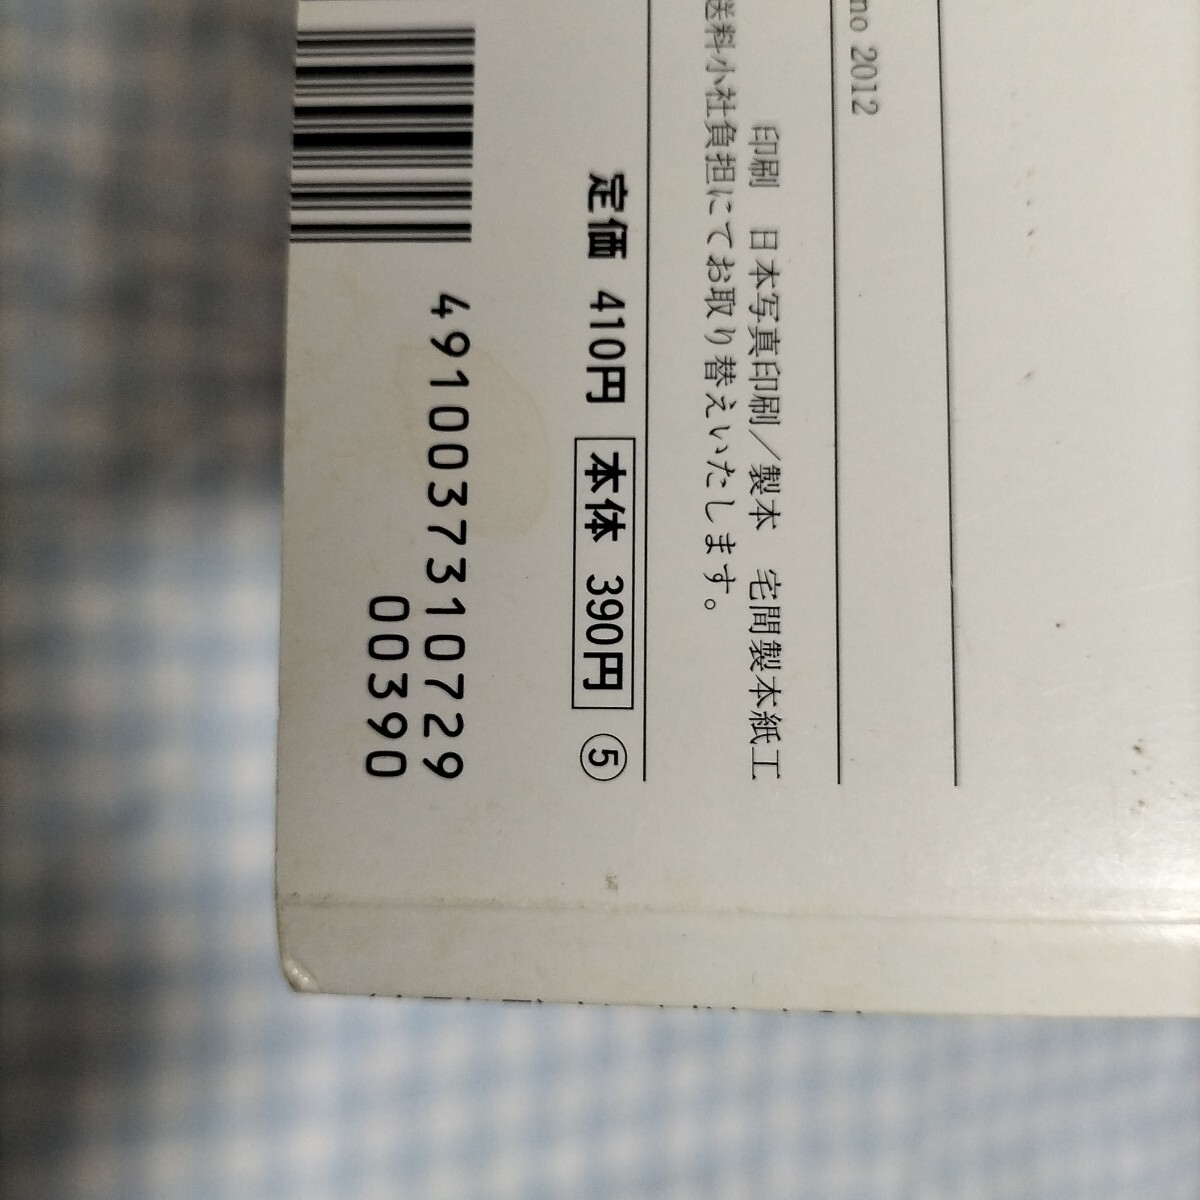 no 2012
印刷 日本写真印刷／製本 宅間製本紙工
送料小社負担にてお取り替えいたします。
定価 410円 本体 390円 ⑤
4910037310729
00390